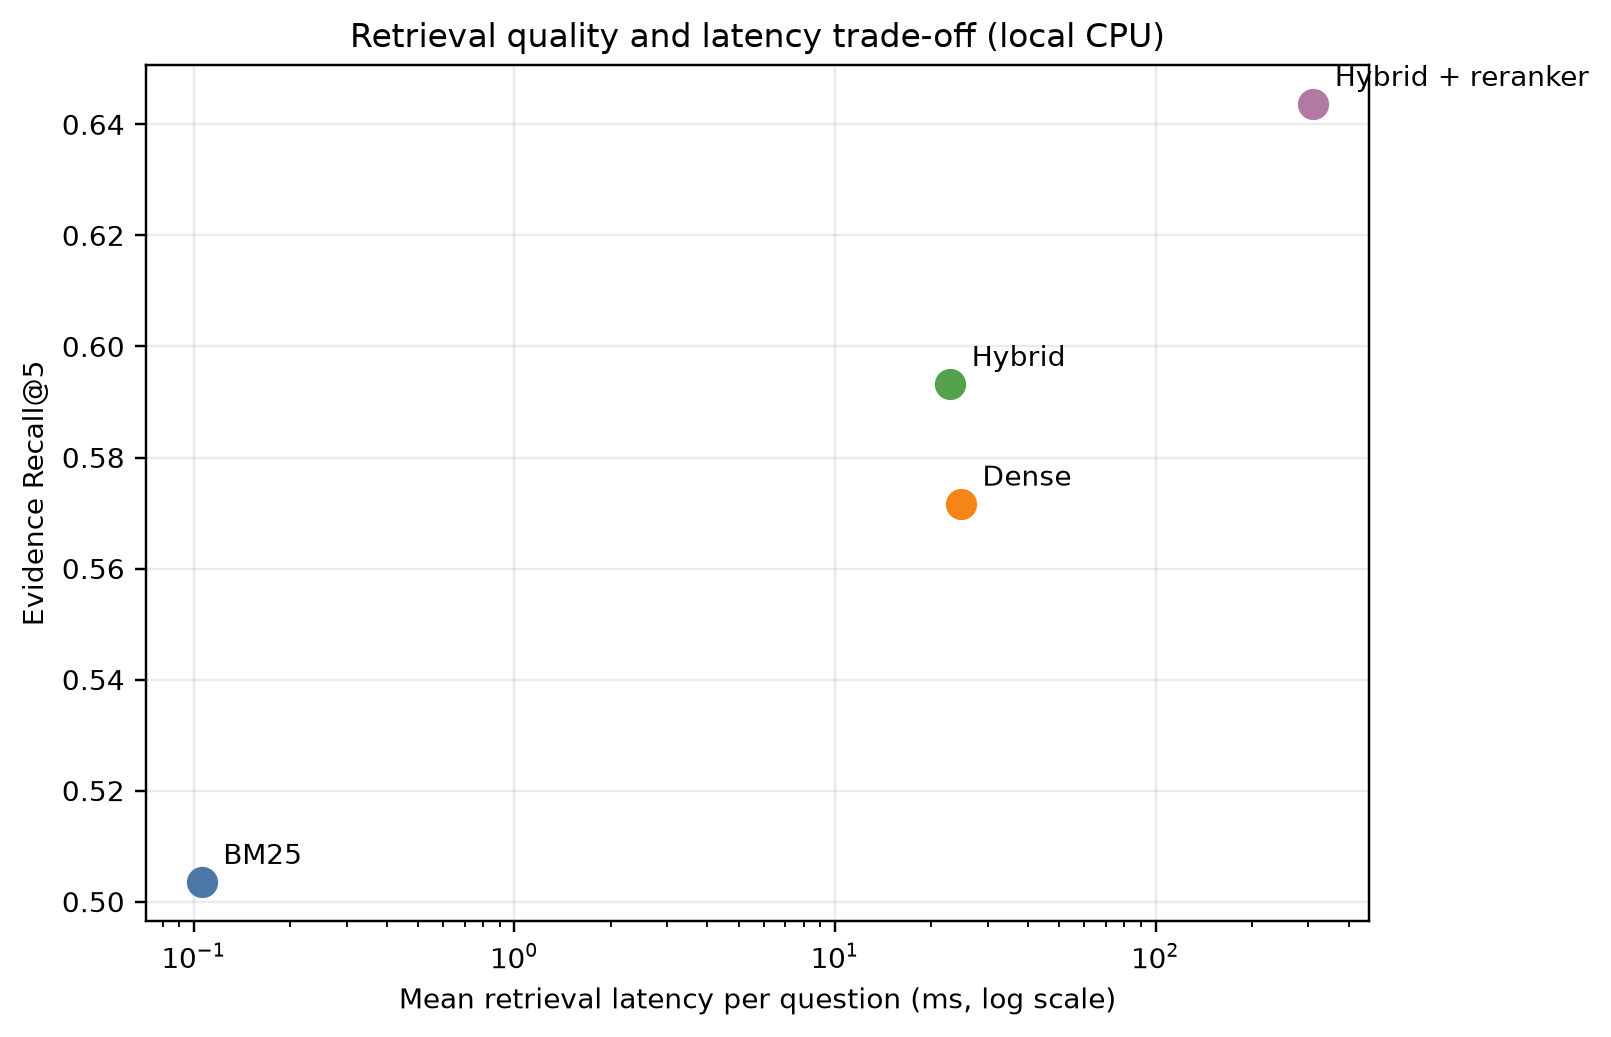 Retrieval quality and latency trade-off (local CPU)
Hybrid + reranker
0.64
0.62
0.60
Hybrid
0.58
Dense
0.56
0.54
0.52
BM25
0.50
Evidence Recall@5
10⁻¹ 10⁰ 10¹ 10²
Mean retrieval latency per question (ms, log scale)